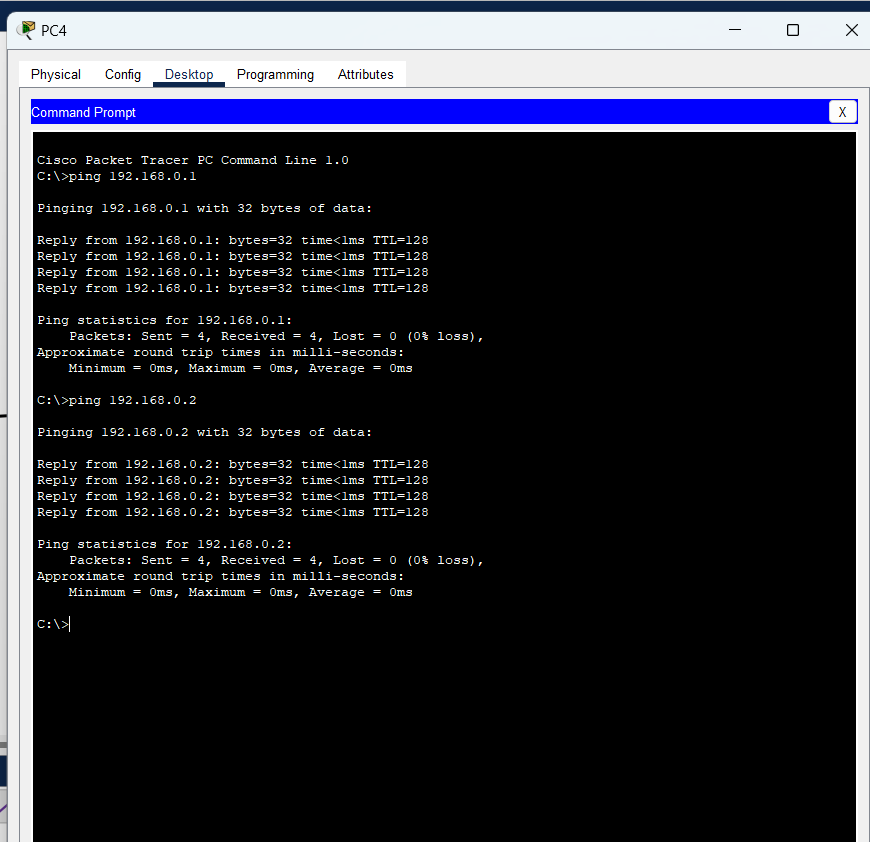 PC4
Physical Config Desktop Programming Attributes
Command Prompt
X
Cisco Packet Tracer PC Command Line 1.0
C:\>ping 192.168.0.1
Pinging 192.168.0.1 with 32 bytes of data:
Reply from 192.168.0.1: bytes=32 time<1ms TTL=128
Reply from 192.168.0.1: bytes=32 time<1ms TTL=128
Reply from 192.168.0.1: bytes=32 time<1ms TTL=128
Reply from 192.168.0.1: bytes=32 time<1ms TTL=128
Ping statistics for 192.168.0.1:
Packets: Sent = 4, Received = 4, Lost = 0 (0% loss),
Approximate round trip times in milli-seconds:
Minimum = 0ms, Maximum = 0ms, Average = 0ms
C:\>ping 192.168.0.2
Pinging 192.168.0.2 with 32 bytes of data:
Reply from 192.168.0.2: bytes=32 time<1ms TTL=128
Reply from 192.168.0.2: bytes=32 time<1ms TTL=128
Reply from 192.168.0.2: bytes=32 time<1ms TTL=128
Reply from 192.168.0.2: bytes=32 time<1ms TTL=128
Ping statistics for 192.168.0.2:
Packets: Sent = 4, Received = 4, Lost = 0 (0% loss),
Approximate round trip times in milli-seconds:
Minimum = 0ms, Maximum = 0ms, Average = 0ms
C:\>